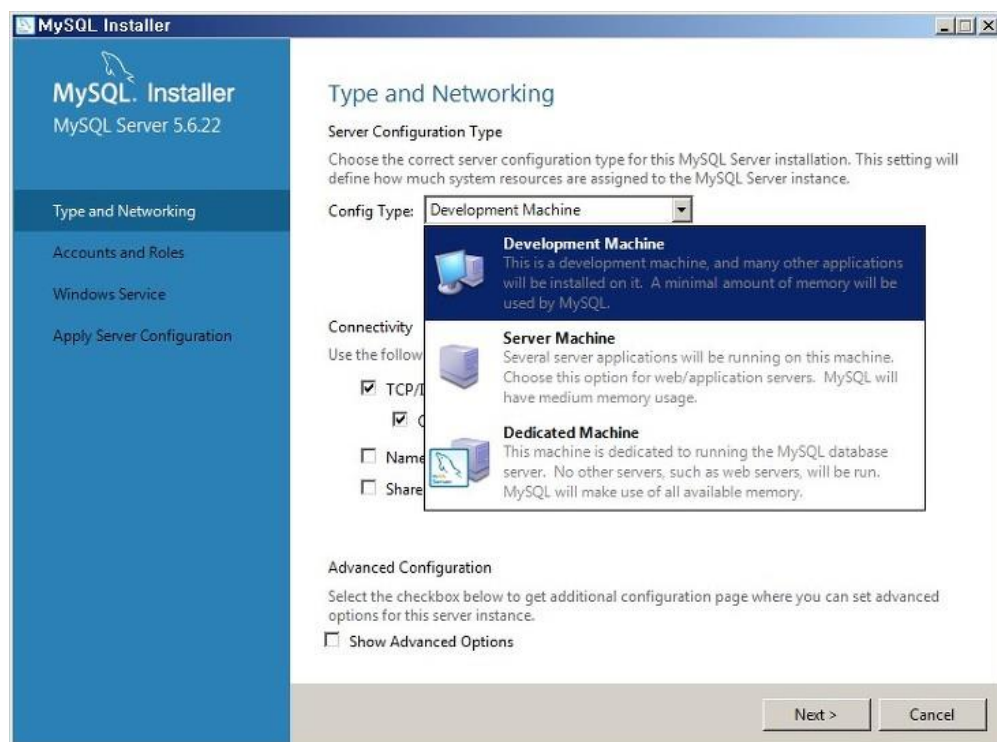 MySQL Installer
MySQL. Installer
MySQL Server 5.6.22
Type and Networking
Accounts and Roles
Windows Service
Apply Server Configuration
Type and Networking
Server Configuration Type
Choose the correct server configuration type for this MySQL Server installation. This setting will
define how much system resources are assigned to the MySQL Server instance.
Config Type: Development Machine
Development Machine
This is a development machine, and many other applications
will be installed on it. A minimal amount of memory will be
used by MySQL.
Server Machine
Several server applications will be running on this machine.
Choose this option for web/application servers. MySQL will
have medium memory usage.
Dedicated Machine
This machine is dedicated to running the MySQL database
server. No other servers, such as web servers, will be run.
MySQL will make use of all available memory.
Connectivity
Use the follow
TCP/I
Name
Share
Advanced Configuration
Select the checkbox below to get additional configuration page where you can set advanced
options for this server instance.
Show Advanced Options
Next >
Cancel